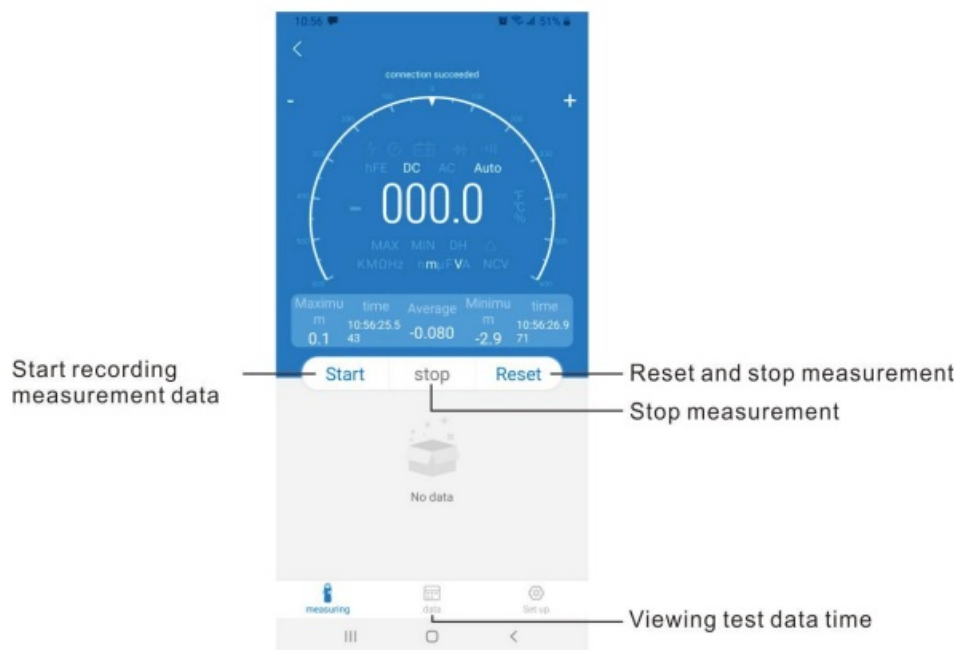 10:56
51%
connection succeeded
- +
hFE DC AC Auto
- 000.0
MAX MIN DH
KMΩHz nmµFVA NCV
Maximu time Average Minimu time
m 10:56:25.5 -0.080 m 10:56:26.9
0.1 43 -2.9 71
Start recording
measurement data
Start stop Reset
Reset and stop measurement
Stop measurement
No data
measuring data Set up
Viewing test data time